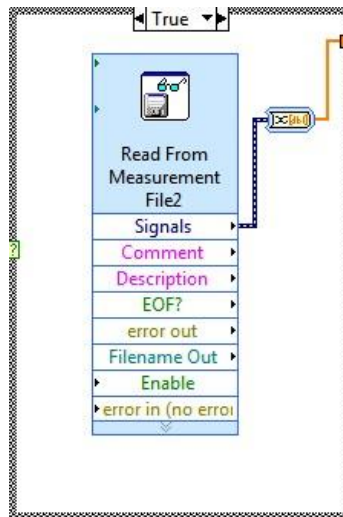 True
Read From
Measurement
File2
Signals
Comment
Description
EOF?
error out
Filename Out
Enable
error in (no erroi
?